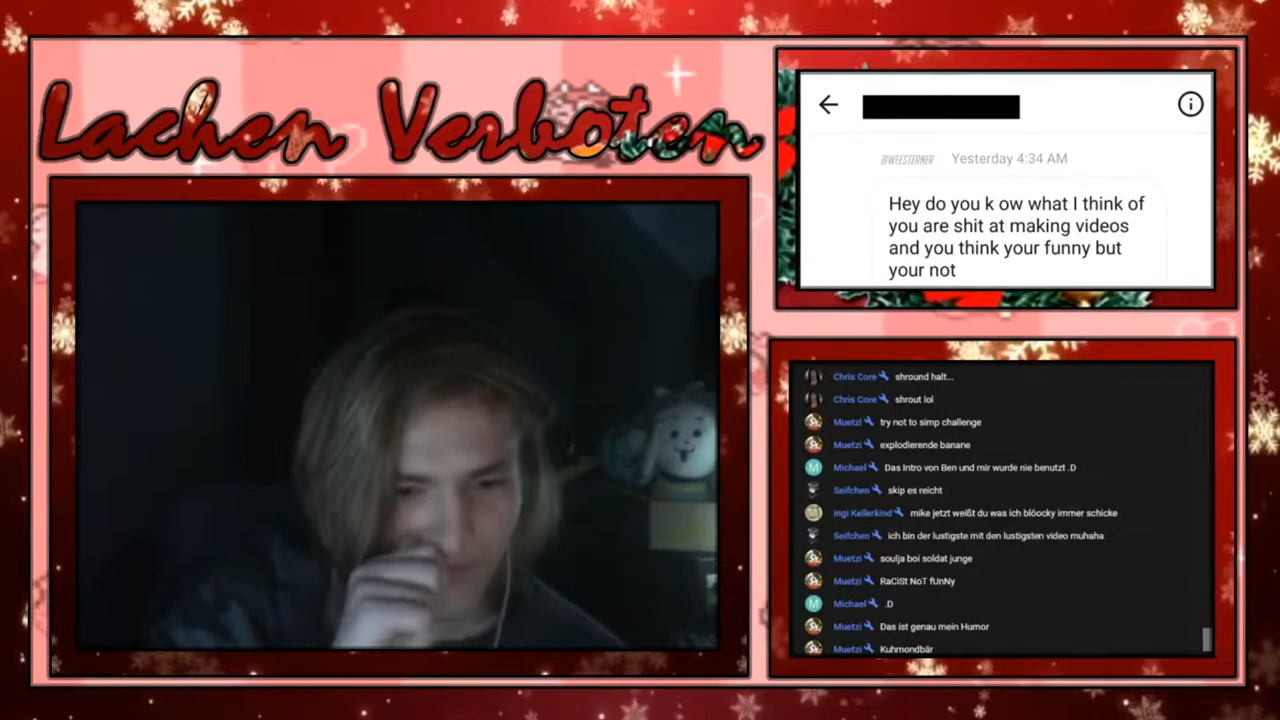 Lachen Verboten
@WEESTERNER Yesterday 4:34 AM
Hey do you k ow what I think of
you are shit at making videos
and you think your funny but
your not
Chris Core shround halt...
Chris Core shrout lol
Muetzi try not to simp challenge
Muetzi explodierende banane
M Michael Das Intro von Ben und mir wurde nie benutzt .D
Seifchen skip es reicht
ingi Kellerkind mike jetzt weißt du was ich blöocky immer schicke
Seifchen ich bin der lustigste mit den lustigsten video muhaha
Muetzi soulja boi soldat junge
Muetzi RaCiSt NoT fUnNy
M Michael .D
Muetzi Das ist genau mein Humor
Muetzi Kuhmondbär